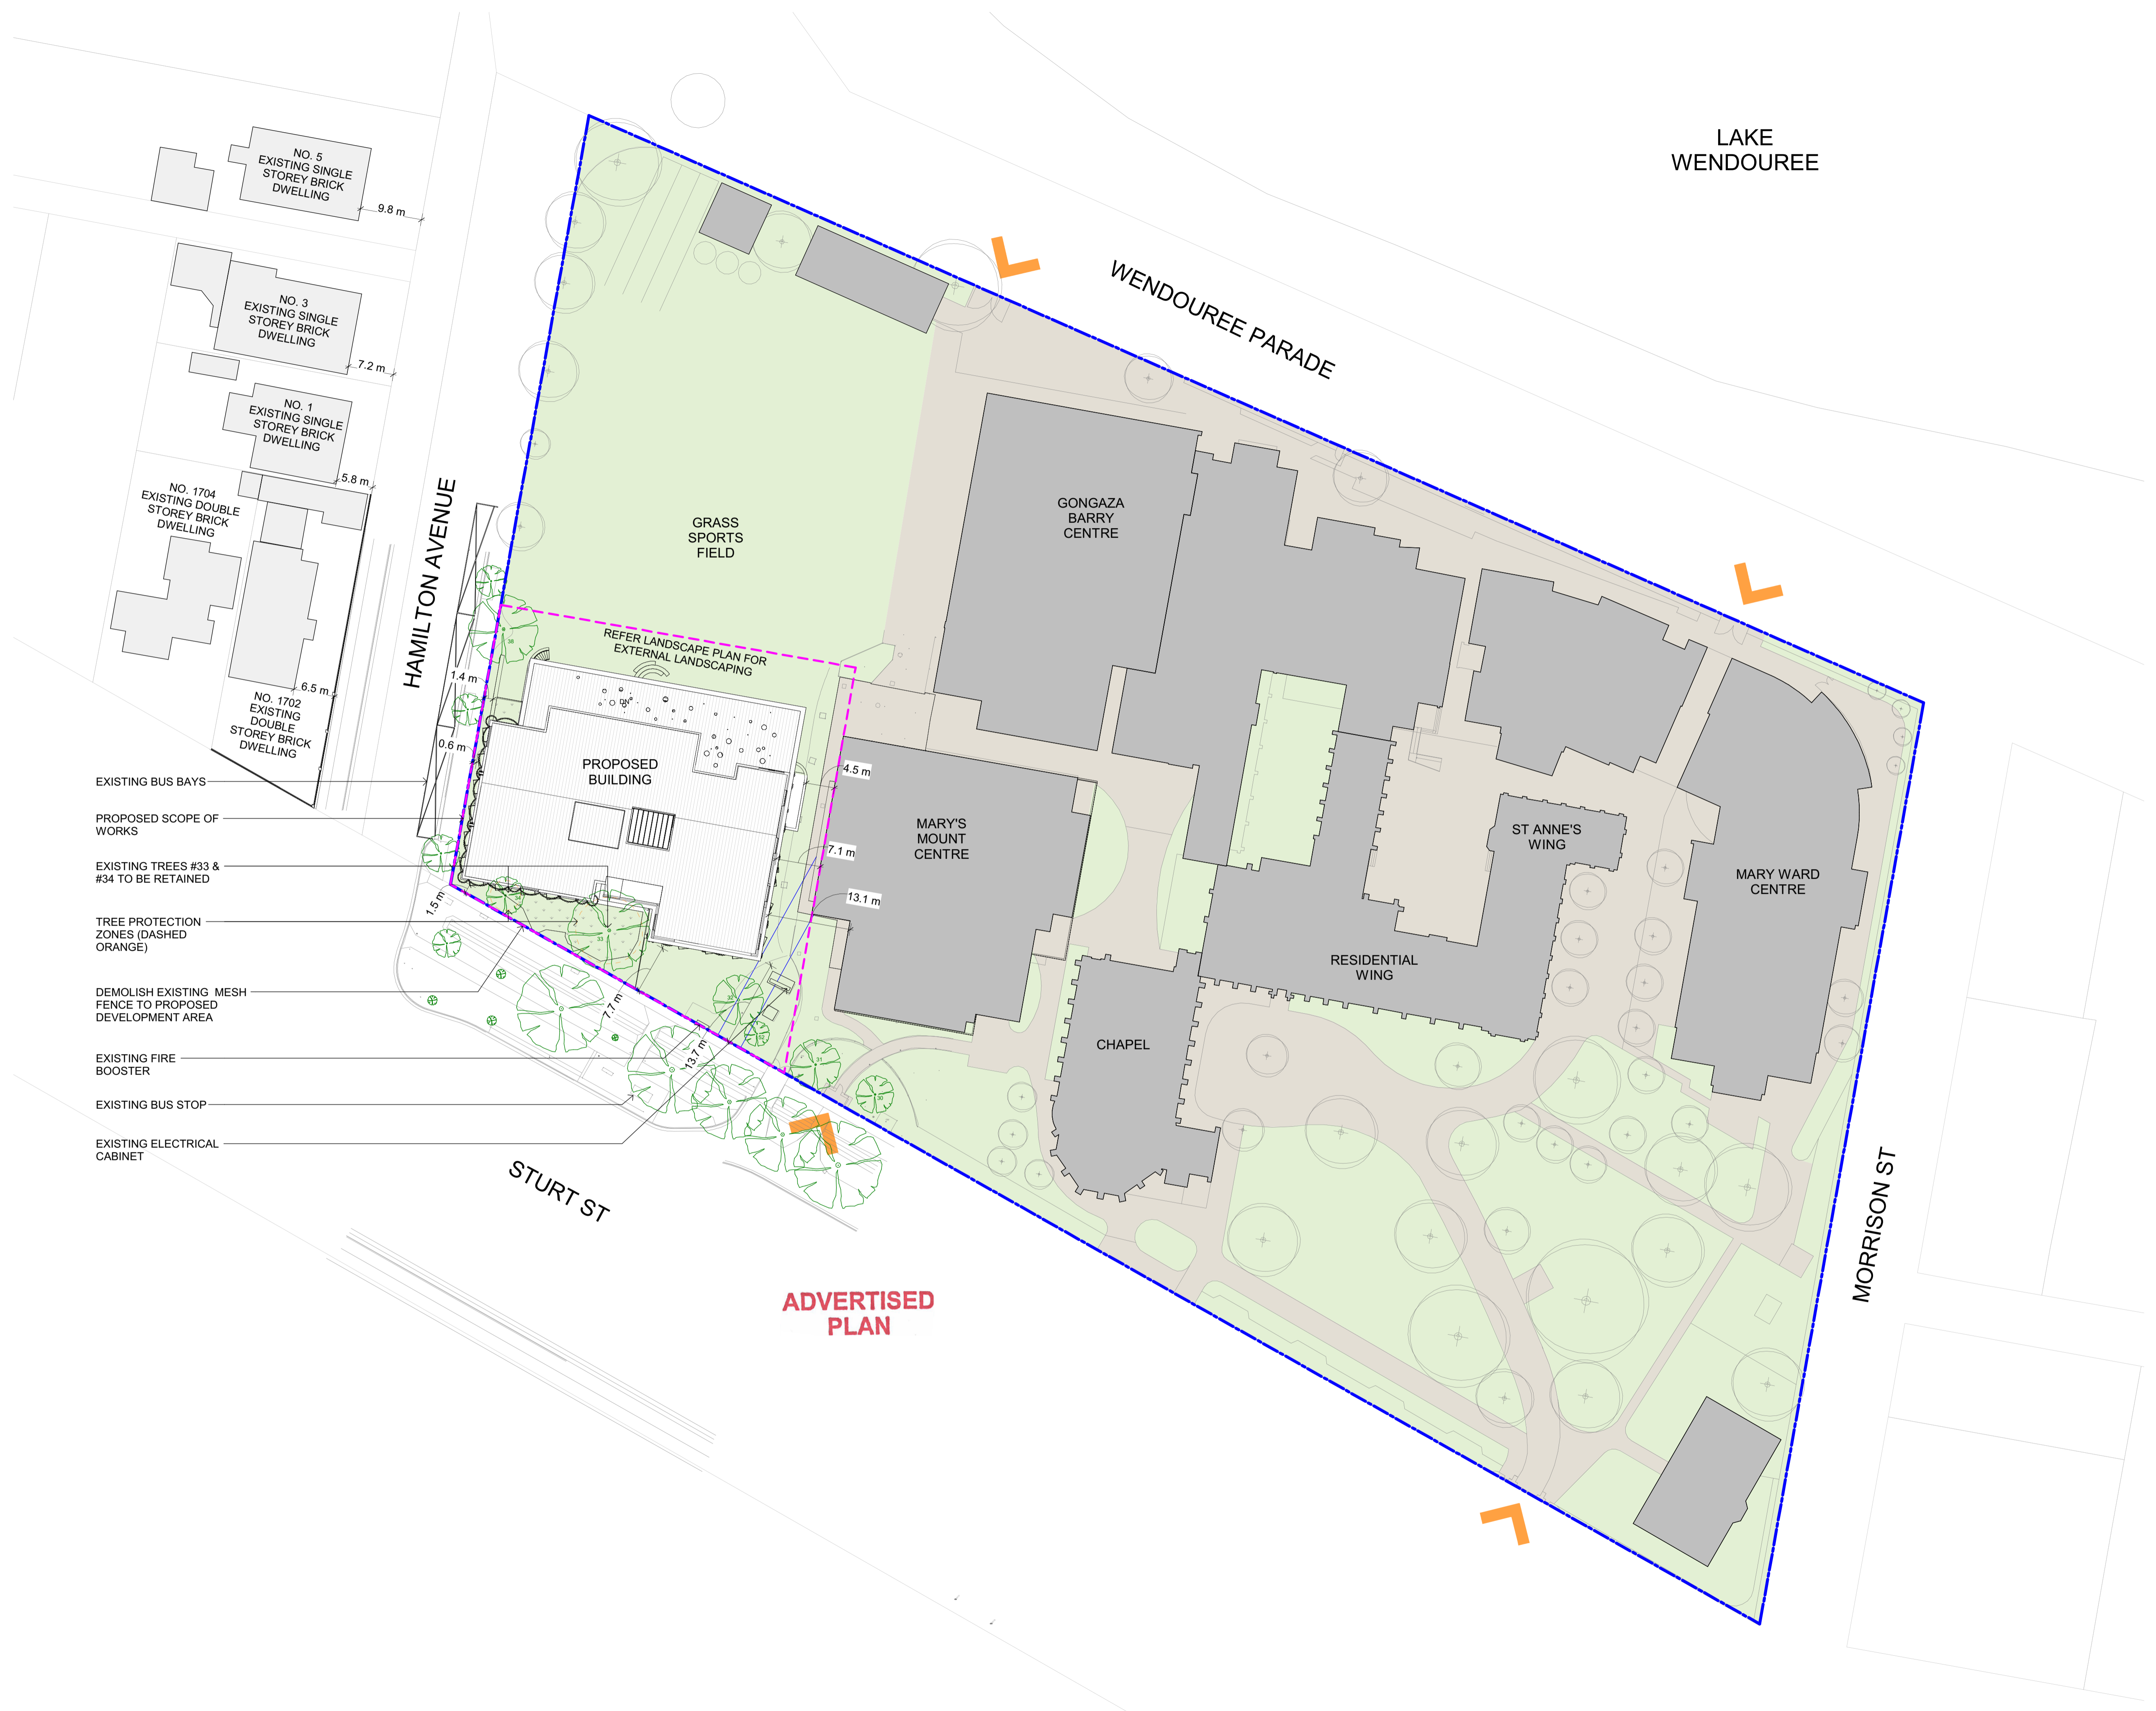 LAKE
WENDOUREE
NO. 5
EXISTING SINGLE
STOREY BRICK
DWELLING
9.8 m
WENDOUREE PARADE
NO. 3
EXISTING SINGLE
STOREY BRICK
DWELLING
7.2 m
NO. 1
EXISTING SINGLE
STOREY BRICK
DWELLING
5.8 m
NO. 1704
EXISTING DOUBLE
STOREY BRICK
DWELLING
HAMILTON AVENUE
GRASS
SPORTS
FIELD
GONGAZA
BARRY
CENTRE
38
REFER LANDSCAPE PLAN FOR
EXTERNAL LANDSCAPING
1.4 m
6.5 m
NO. 1702
EXISTING
DOUBLE
STOREY BRICK
DWELLING
DN
0.6 m
PROPOSED
BUILDING
4.5 m
EXISTING BUS BAYS
PROPOSED SCOPE OF
WORKS
MARY'S
MOUNT
CENTRE
ST ANNE'S
WING
7.1 m
EXISTING TREES #33 &
#34 TO BE RETAINED
MARY WARD
CENTRE
13.1 m
1.5 m
34
TREE PROTECTION
ZONES (DASHED
ORANGE)
33
RESIDENTIAL
WING
DEMOLISH EXISTING MESH
FENCE TO PROPOSED
DEVELOPMENT AREA
7.7 m
CHAPEL
EXISTING FIRE
BOOSTER
13.7 m
31
30
EXISTING BUS STOP
EXISTING ELECTRICAL
CABINET
STURT ST
MORRISON ST
ADVERTISED
PLAN